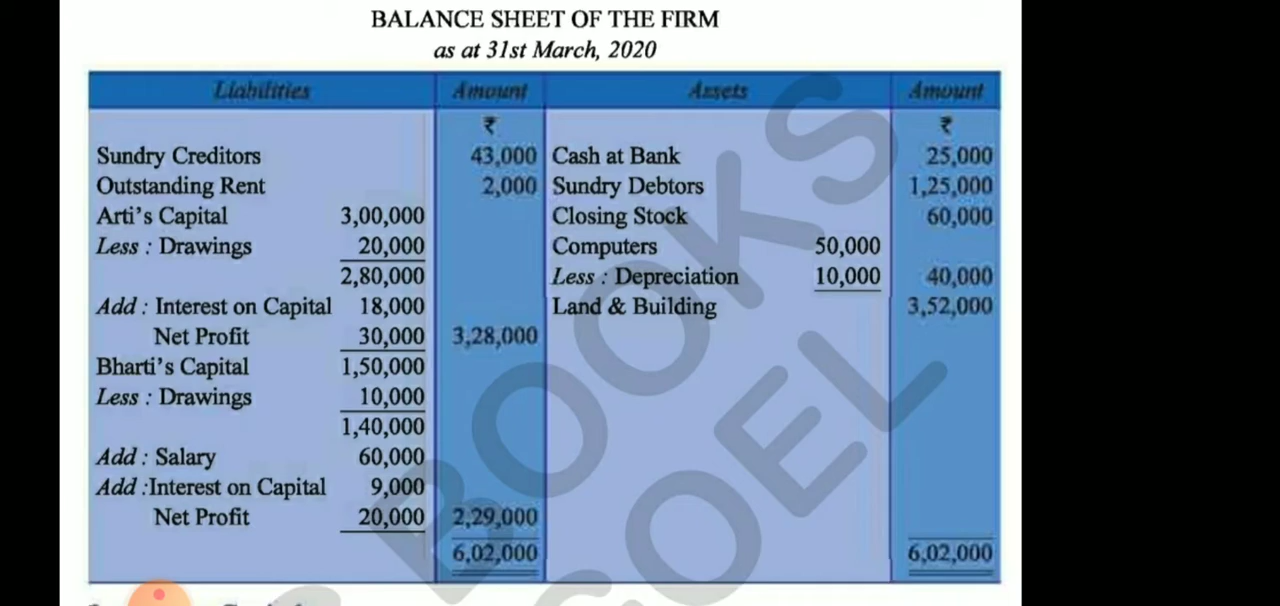 BALANCE SHEET OF THE FIRM
as at 31st March, 2020
Liabilities Amount Assets Amount
₹ ₹
Sundry Creditors 43,000 Cash at Bank 25,000
Outstanding Rent 2,000 Sundry Debtors 1,25,000
Arti's Capital 3,00,000 Closing Stock 60,000
Less : Drawings 20,000 Computers 50,000
2,80,000 Less : Depreciation 10,000 40,000
Add : Interest on Capital 18,000 Land & Building 3,52,000
Net Profit 30,000 3,28,000
Bharti's Capital 1,50,000
Less : Drawings 10,000
1,40,000
Add : Salary 60,000
Add :Interest on Capital 9,000
Net Profit 20,000 2,29,000
6,02,000 6,02,000
BOOKS
GOEL